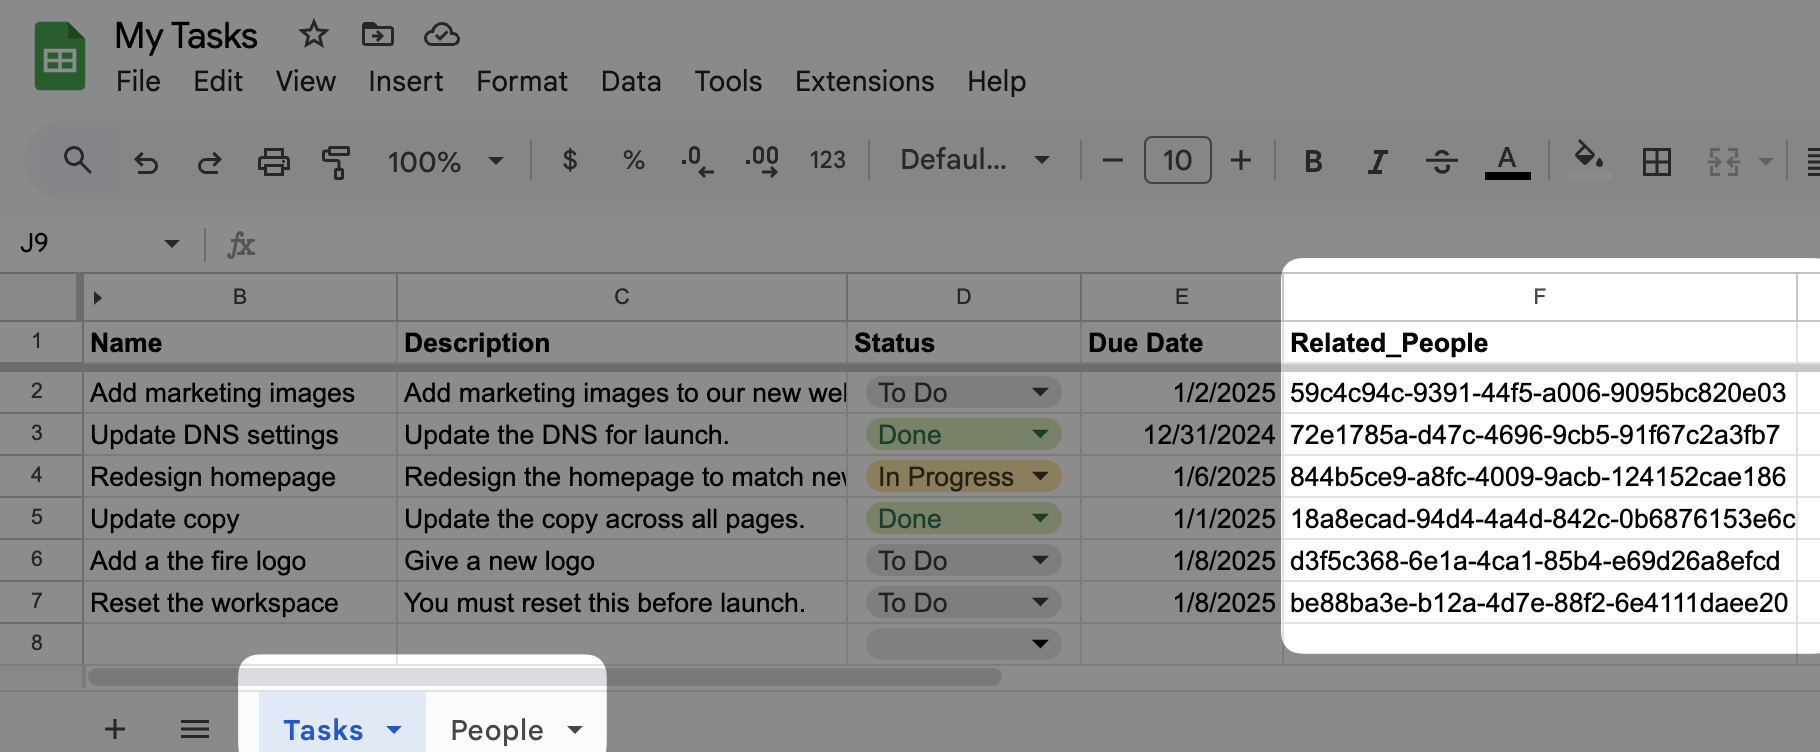 My Tasks
File Edit View Insert Format Data Tools Extensions Help
100% $ % .0 .00 123 Defaul... 10 B I S A
J9 fx
B C D E F
1 Name Description Status Due Date Related_People
2 Add marketing images Add marketing images to our new wel To Do 1/2/2025 59c4c94c-9391-44f5-a006-9095bc820e03
3 Update DNS settings Update the DNS for launch. Done 12/31/2024 72e1785a-d47c-4696-9cb5-91f67c2a3fb7
4 Redesign homepage Redesign the homepage to match nev In Progress 1/6/2025 844b5ce9-a8fc-4009-9acb-124152cae186
5 Update copy Update the copy across all pages. Done 1/1/2025 18a8ecad-94d4-4a4d-842c-0b6876153e6c
6 Add a the fire logo Give a new logo To Do 1/8/2025 d3f5c368-6e1a-4ca1-85b4-e69d26a8efcd
7 Reset the workspace You must reset this before launch. To Do 1/8/2025 be88ba3e-b12a-4d7e-88f2-6e4111daee20
8
Tasks People